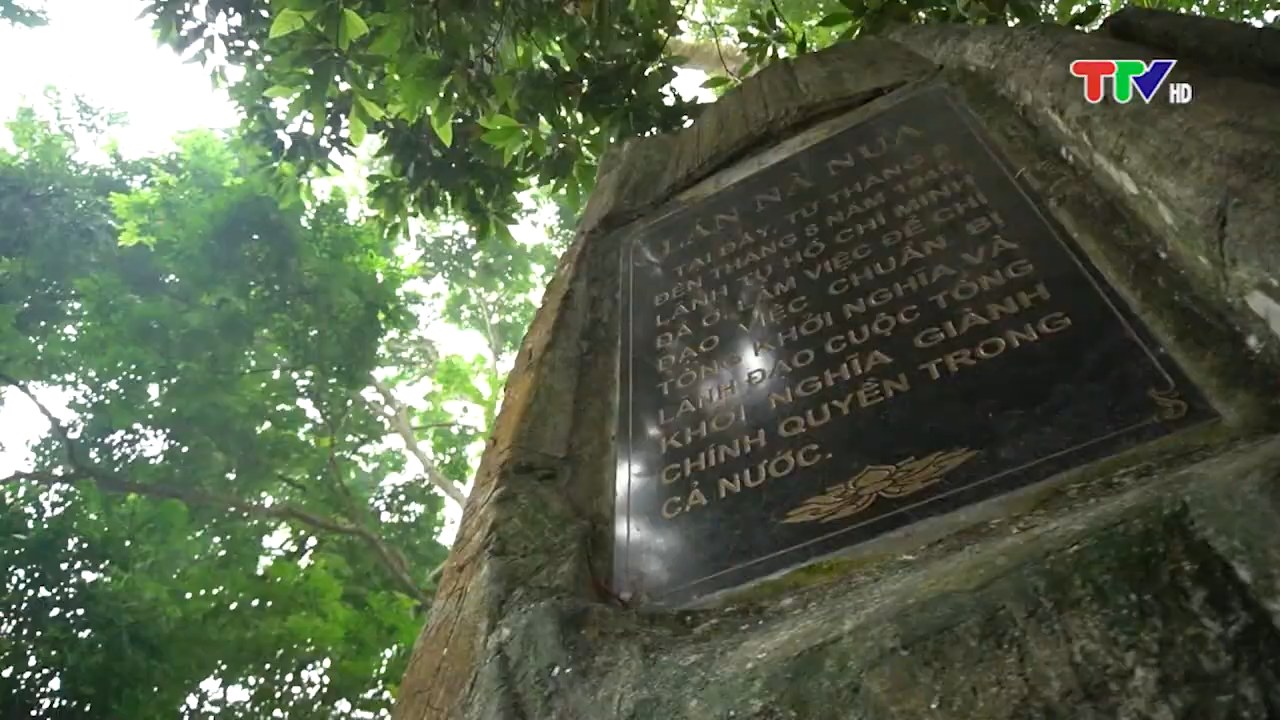 TTV HD
LÁN NÀ NƯA
TẠI ĐÂY, TỪ THÁNG 6
ĐẾN THÁNG 8 NĂM 1945,
LÃNH TỤ HỒ CHÍ MINH
ĐÃ Ở, LÀM VIỆC ĐỂ CHỈ
ĐẠO VIỆC CHUẨN BỊ
TỔNG KHỞI NGHĨA VÀ
LÃNH ĐẠO CUỘC TỔNG
KHỞI NGHĨA GIÀNH
CHÍNH QUYỀN TRONG
CẢ NƯỚC.